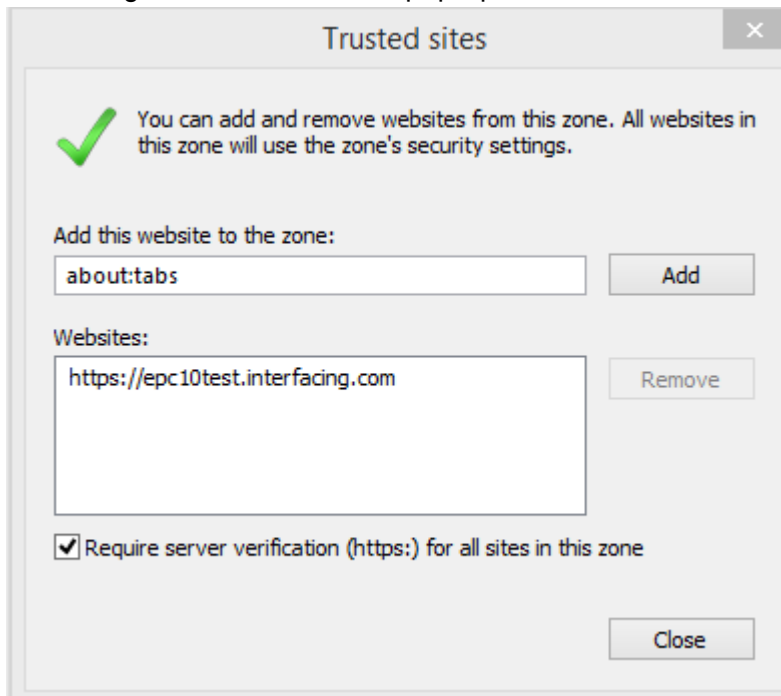 Trusted sites
You can add and remove websites from this zone. All websites in
this zone will use the zone's security settings.
Add this website to the zone:
about:tabs
Add
Websites:
https://epc10test.interfacing.com
Remove
Require server verification (https:) for all sites in this zone
Close